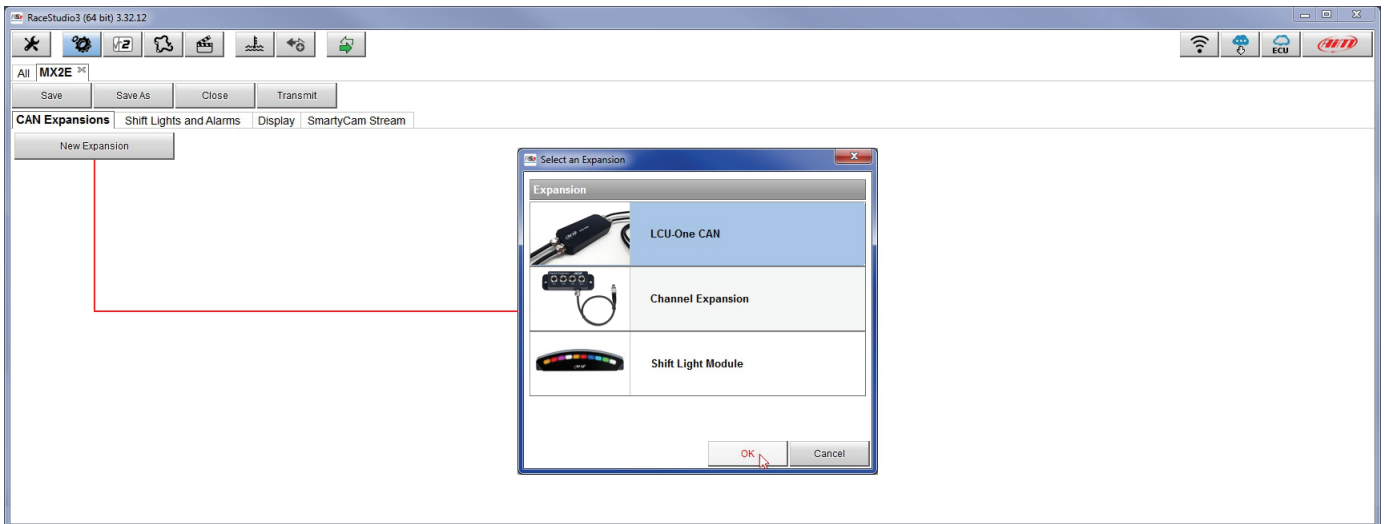 RaceStudio3 (64 bit) 3.32.12
ECU
AiM
All MX2E
Save Save As Close Transmit
CAN Expansions Shift Lights and Alarms Display SmartyCam Stream
New Expansion
Select an Expansion
Expansion
LCU-One CAN
Channel Expansion
Shift Light Module
OK Cancel